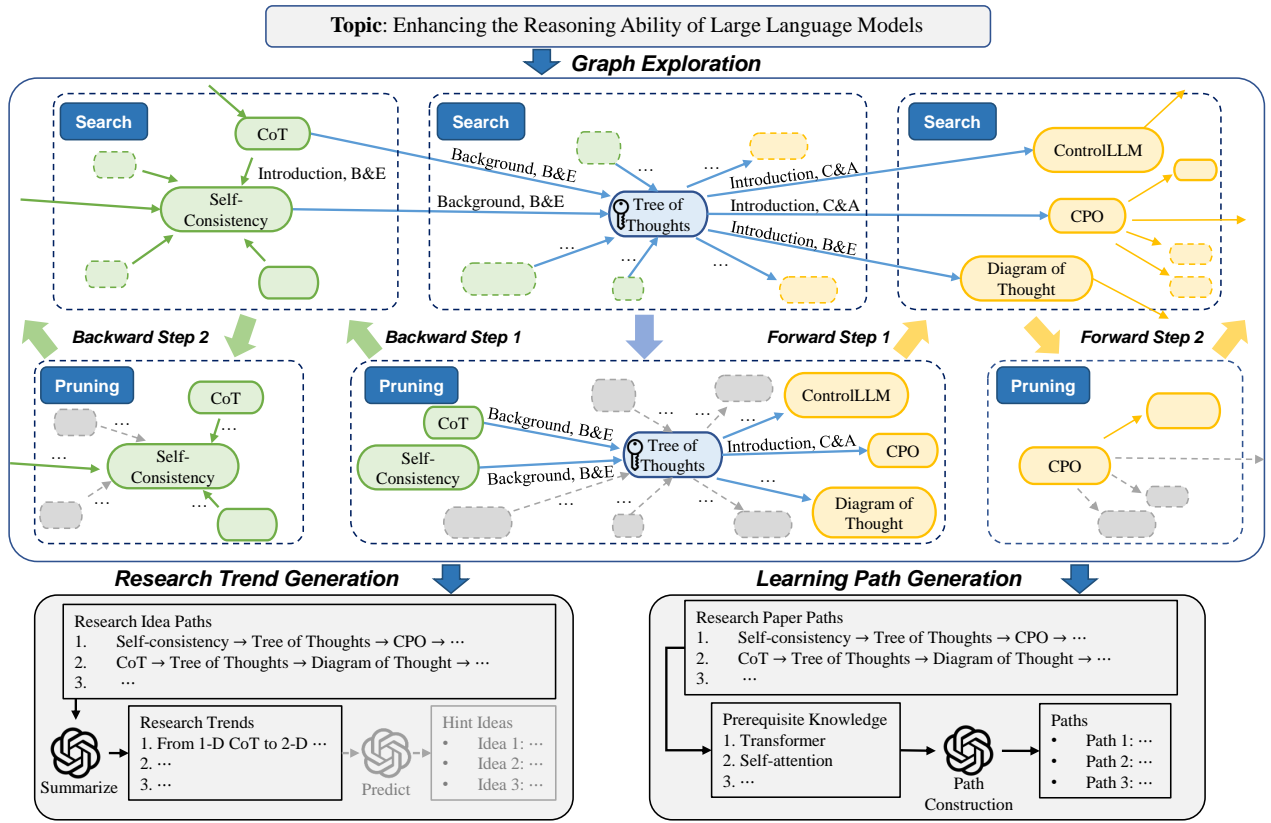 Topic: Enhancing the Reasoning Ability of Large Language Models
Graph Exploration
Search
CoT
Introduction, B&E
Self-
Consistency
Background, B&E
Background, B&E
Search
...
...
Tree of
Thoughts
...
...
...
Introduction, C&A
Introduction, C&A
Introduction, B&E
Search
ControlLLM
CPO
Diagram of
Thought
Backward Step 2
Backward Step 1
Forward Step 1
Forward Step 2
Pruning
CoT
...
...
...
Self-
Consistency
...
...
Pruning
CoT
Self-
Consistency
Background, B&E
Background, B&E
...
...
...
Tree of
Thoughts
...
...
Introduction, C&A
...
...
...
ControlLLM
CPO
Diagram of
Thought
Pruning
CPO
Research Trend Generation
Research Idea Paths
1. Self-consistency → Tree of Thoughts → CPO → ···
2. CoT → Tree of Thoughts → Diagram of Thought → ···
3. ···
Summarize
Research Trends
1. From 1-D CoT to 2-D ···
2. ···
3. ···
Predict
Hint Ideas
• Idea 1: ···
• Idea 2: ···
• Idea 3: ···
Learning Path Generation
Research Paper Paths
1. Self-consistency → Tree of Thoughts → CPO → ···
2. CoT → Tree of Thoughts → Diagram of Thought → ···
3. ···
Prerequisite Knowledge
1. Transformer
2. Self-attention
3. ···
Path
Construction
Paths
• Path 1: ···
• Path 2: ···
• Path 3: ···